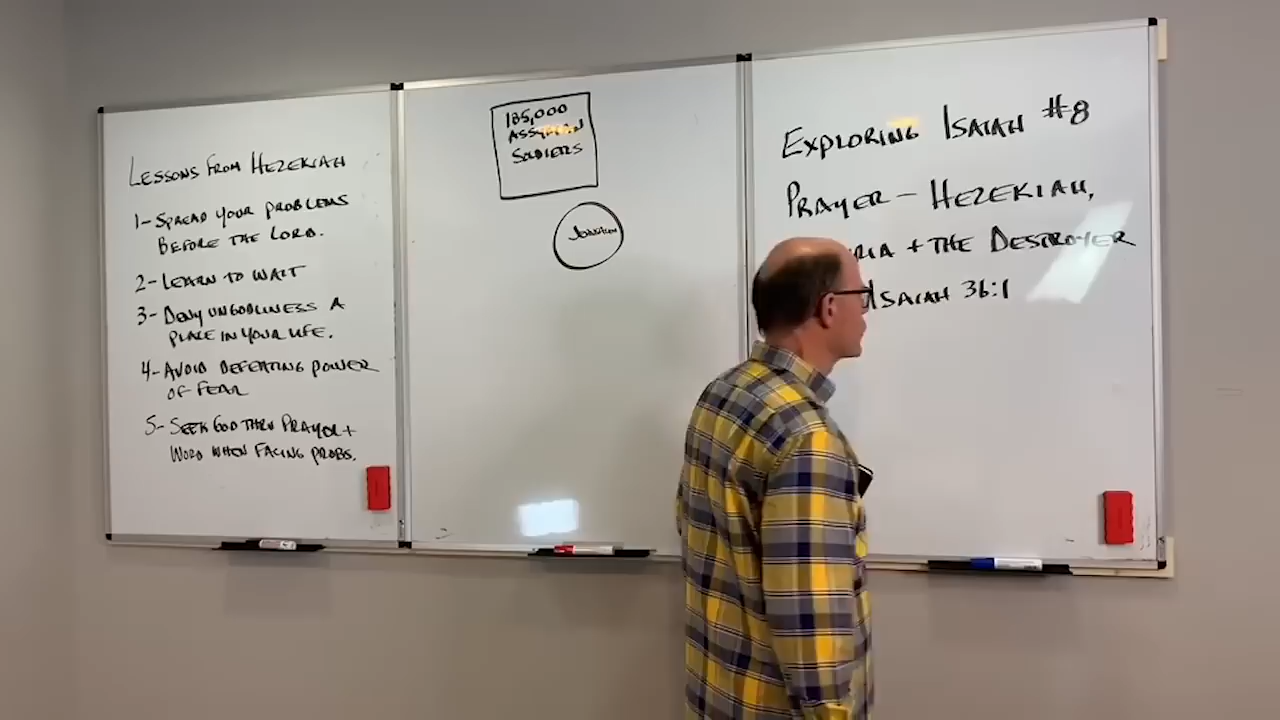 LESSONS FROM HEZEKIAH
1- SPREAD YOUR PROBLEMS
BEFORE THE LORD.
2- LEARN TO WAIT
3- DENY UNGODLINESS A
PLACE IN YOUR LIFE.
4- AVOID DEFEATING POWER
OF FEAR
5- SEEK GOD THRU PRAYER +
WORD WHEN FACING PROBS.
185,000
ASSYRIAN
SOLDIERS
EXPLORING ISAIAH #8
PRAYER - HEZEKIAH,
RIA + THE DESTROYER
ISAIAH 36:1